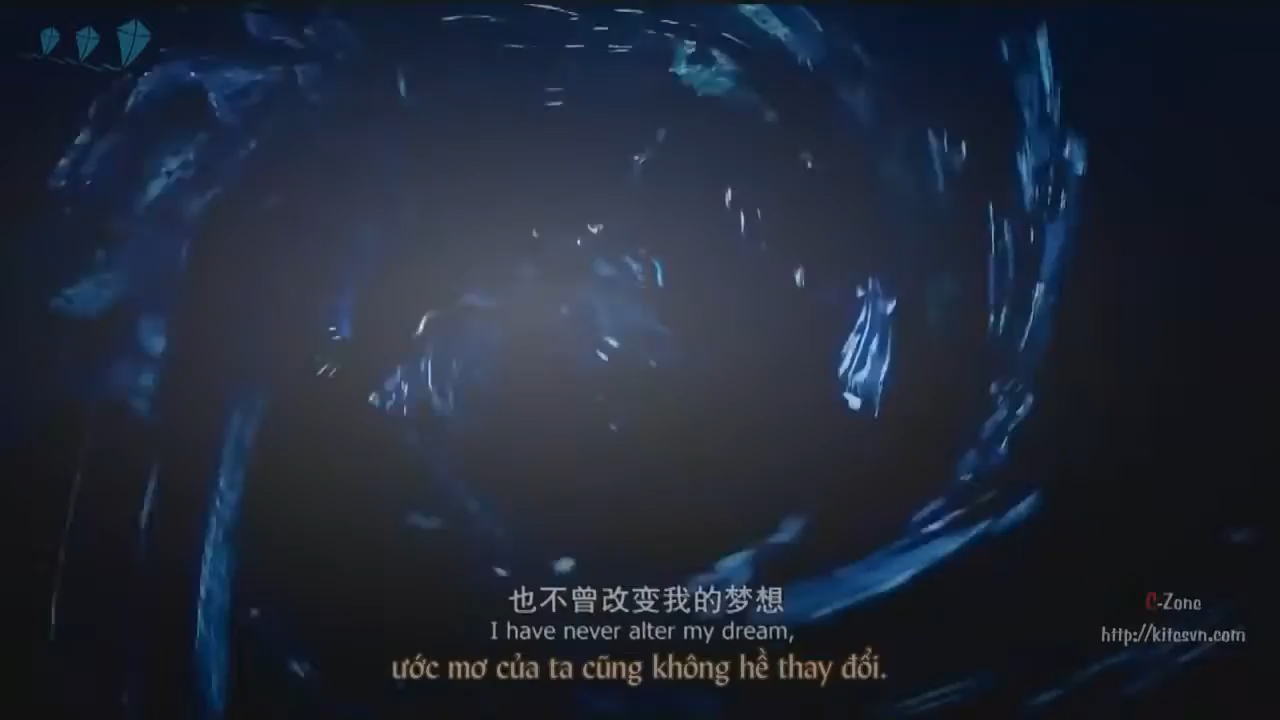 也不曾改变我的梦想
I have never alter my dream,
ước mơ của ta cũng không hề thay đổi.
C-Zone
http://kitesvn.com